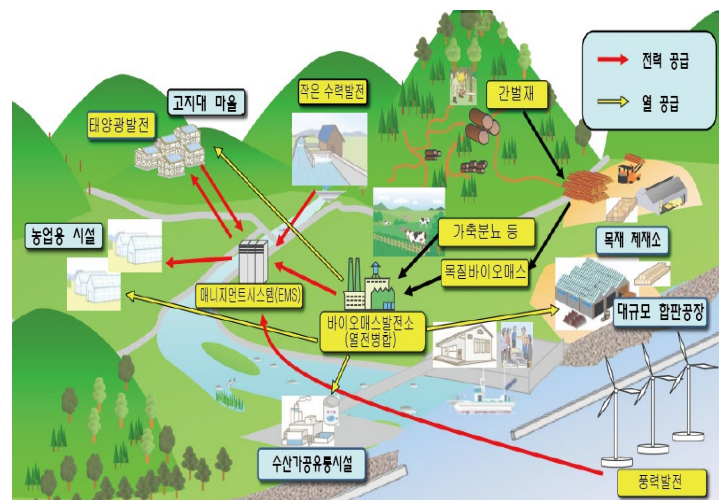 고지대 마을
작은 수력발전
간벌재
전력 공급
열 공급
태양광발전
농업용 시설
가축분뇨 등
목재 제재소
목질바이오매스
매니지먼트시스템(EMS)
바이오매스발전소
(열전병합)
대규모 합판공장
수산가공유통시설
풍력발전